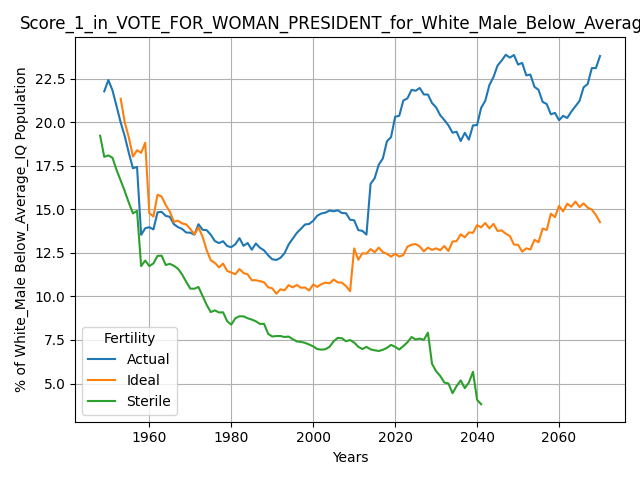 Score_1_in_VOTE_FOR_WOMAN_PRESIDENT_for_White_Male_Below_Averag
% of White_Male Below_Average_IQ Population
22.5
20.0
17.5
15.0
12.5
10.0
7.5
5.0
Fertility
Actual
Ideal
Sterile
1960 1980 2000 2020 2040 2060
Years